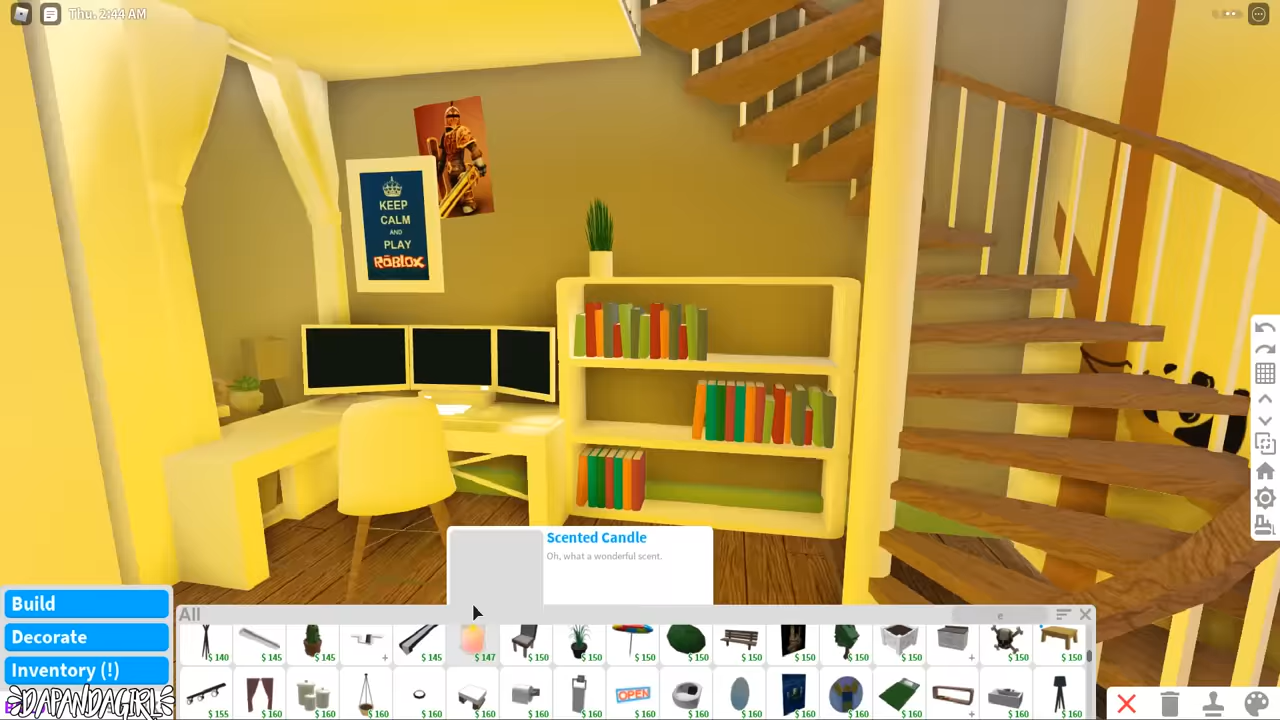 Thu. 2:44 AM
KEEP
CALM
AND
PLAY
ROBLOX
Scented Candle
Oh, what a wonderful scent.
Build
Decorate
Inventory (!)
All
e
$ 140
$ 145
$ 145
+
$ 145
$ 147
$ 150
$ 150
$ 150
$ 150
$ 150
$ 150
$ 150
$ 150
+
$ 150
$ 150
$ 155
$ 160
$ 160
$ 160
$ 160
$ 160
$ 160
$ 160
OPEN
$ 160
$ 160
$ 160
$ 160
$ 160
$ 160
+
$ 160
$ 160
DAPANDAGIRL